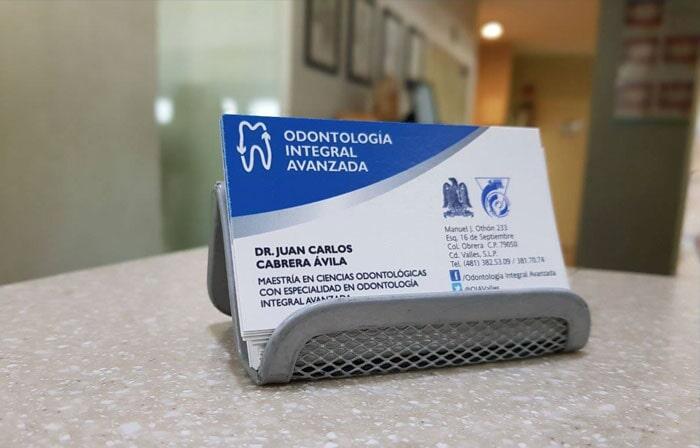 ODONTOLOGÍA
INTEGRAL
AVANZADA
DR. JUAN CARLOS
CABRERA ÁVILA
MAESTRÍA EN CIENCIAS ODONTOLÓGICAS
CON ESPECIALIDAD EN ODONTOLOGÍA
INTEGRAL AVANZADA
Manuel J. Othón 233
Esq. 16 de Septiembre
Col. Obrera C.P. 79050
Cd. Valles, S.L.P.
Tel. (481) 382.53.09 / 381.70.74
/Odontología Integral Avanzada
@OIAValles